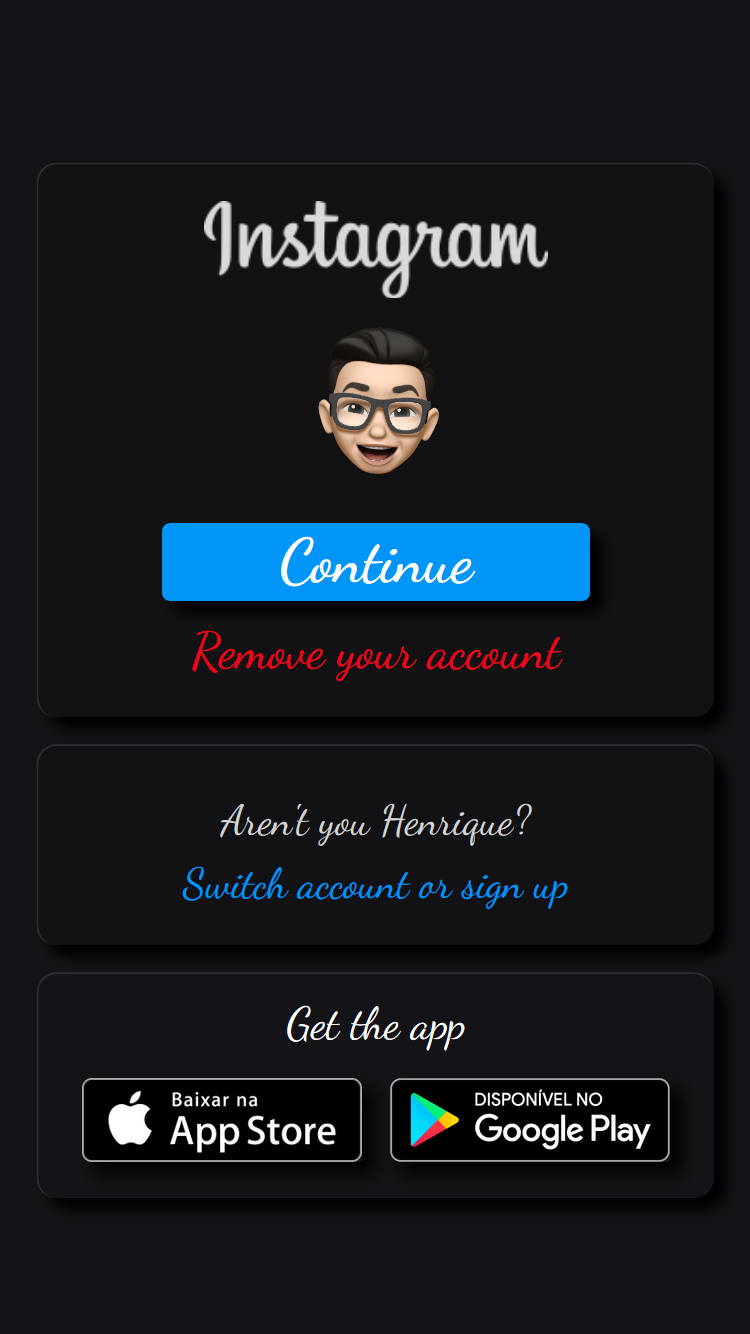 Instagram
Continue
Remove your account
Aren't you Henrique?
Switch account or sign up
Get the app
Baixar na
App Store
DISPONÍVEL NO
Google Play